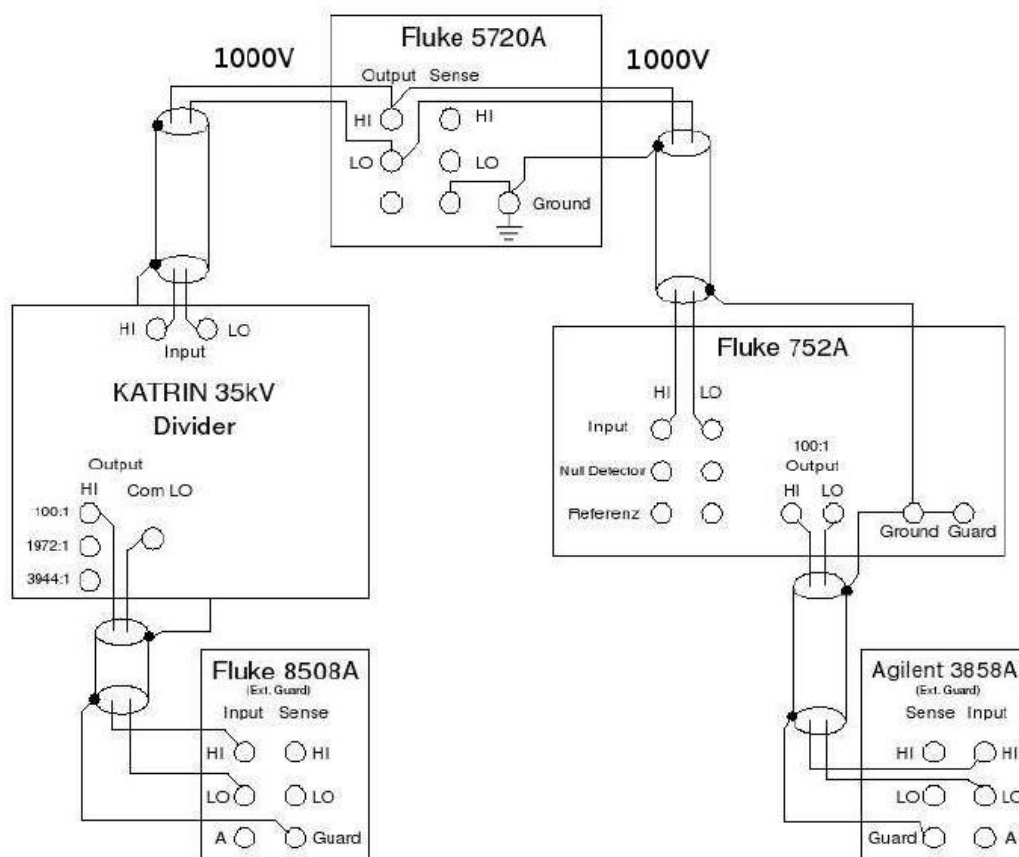 Fluke 5720A
1000V
1000V
Output Sense
HI
HI
LO
LO
Ground
HI
LO
Input
KATRIN 35kV
Divider
Output
HI
Com LO
100:1
1972:1
3944:1
Fluke 752A
HI LO
Input
Null Detector
Referenz
100:1
Output
HI LO
Ground Guard
Fluke 8508A
(Ext. Guard)
Input Sense
HI
HI
LO
LO
A
Guard
Agilent 3858A
(Ext. Guard)
Sense Input
HI
HI
LO
LO
Guard
A